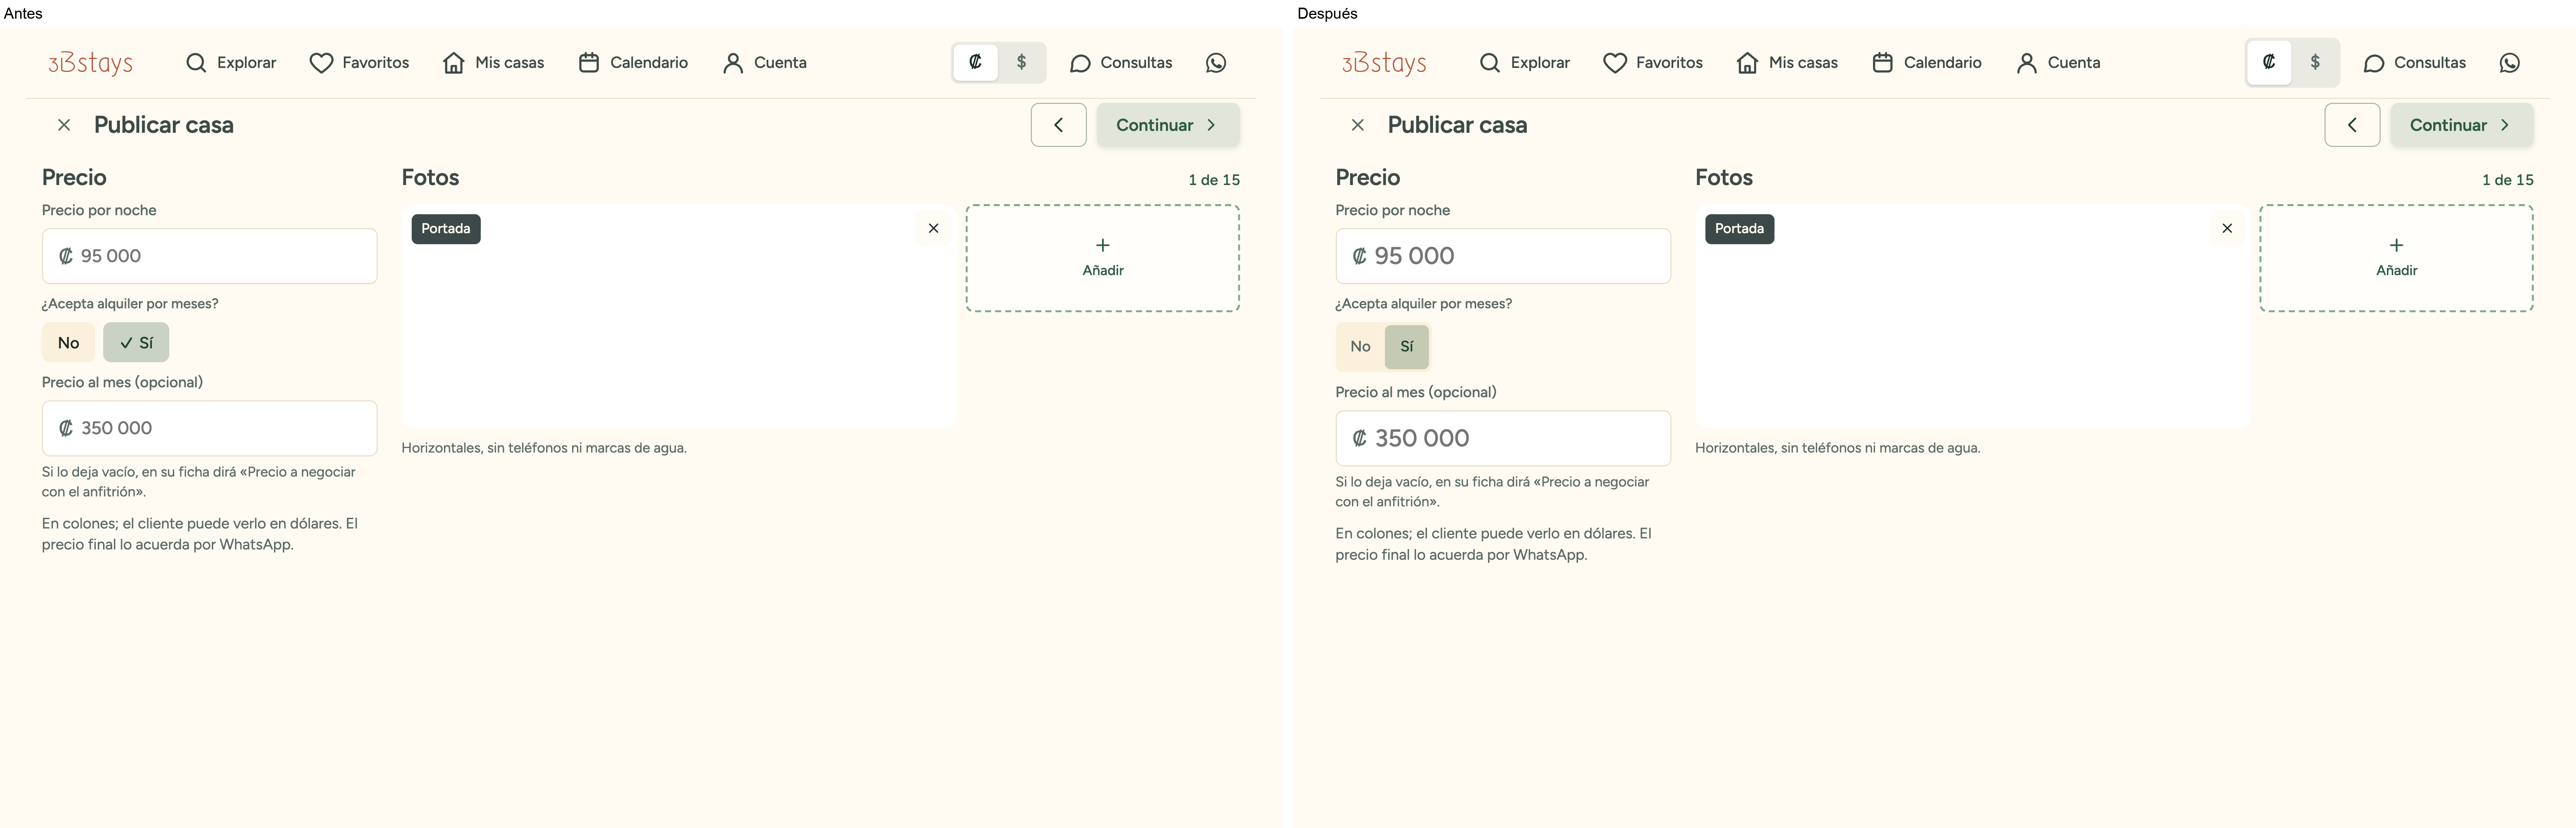 Antes
3Bstays Explorar Favoritos Mis casas Calendario Cuenta ₡ $ Consultas
Publicar casa Continuar
Precio
Precio por noche
₡ 95 000
¿Acepta alquiler por meses?
No Sí
Precio al mes (opcional)
₡ 350 000
Si lo deja vacío, en su ficha dirá «Precio a negociar
con el anfitrión».
En colones; el cliente puede verlo en dólares. El
precio final lo acuerda por WhatsApp.
Fotos 1 de 15
Portada
Añadir
Horizontales, sin teléfonos ni marcas de agua.
Después
3Bstays Explorar Favoritos Mis casas Calendario Cuenta ₡ $ Consultas
Publicar casa Continuar
Precio
Precio por noche
₡ 95 000
¿Acepta alquiler por meses?
No Sí
Precio al mes (opcional)
₡ 350 000
Si lo deja vacío, en su ficha dirá «Precio a negociar
con el anfitrión».
En colones; el cliente puede verlo en dólares. El
precio final lo acuerda por WhatsApp.
Fotos 1 de 15
Portada
Añadir
Horizontales, sin teléfonos ni marcas de agua.